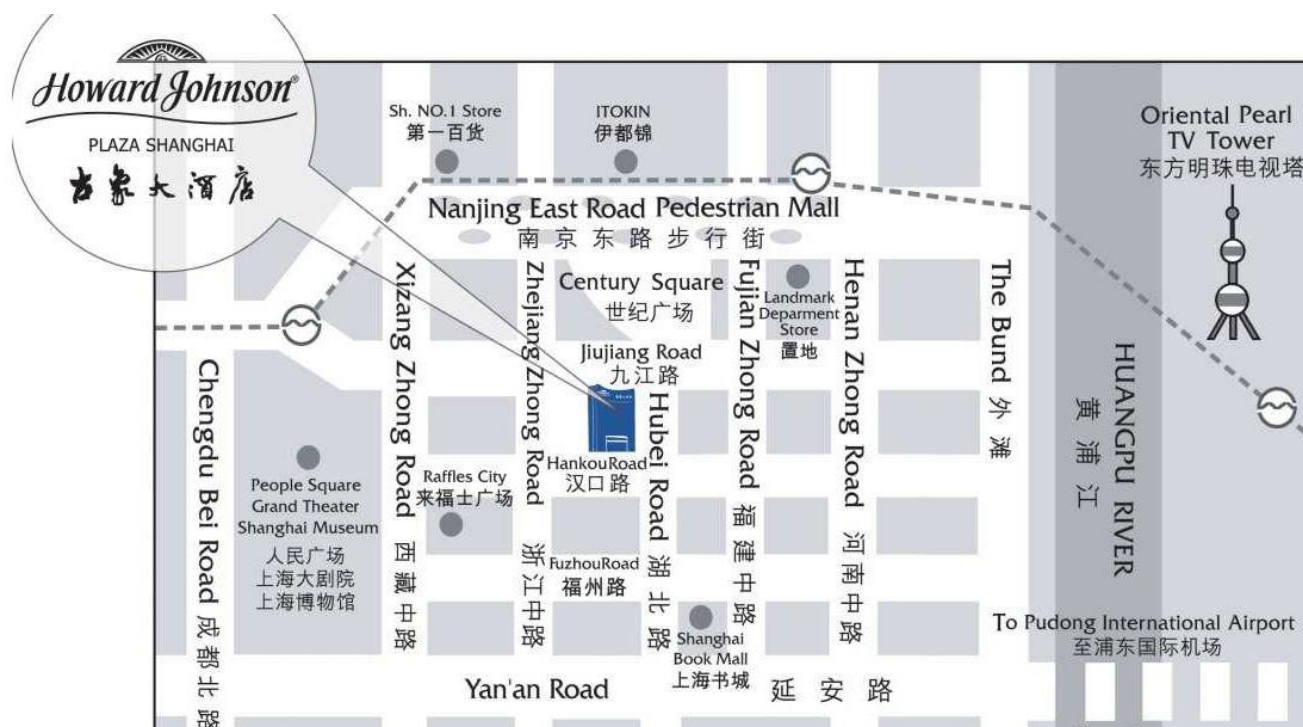 Howard Johnson®
PLAZA SHANGHAI
古象大酒店
Sh. NO.1 Store
第一百货
ITOKIN
伊都锦
Oriental Pearl
TV Tower
东方明珠电视塔
Nanjing East Road Pedestrian Mall
南京东路步行街
Century Square
世纪广场
Landmark
Deparment
Store
置地
Jiujiang Road
九江路
HankouRoad
汉口路
Raffles City
来福士广场
People Square
Grand Theater
Shanghai Museum
人民广场
上海大剧院
上海博物馆
FuzhouRoad
福州路
Shanghai
Book Mall
上海书城
Chengdu Bei Road 成都北路
Xizang Zhong Road 西藏中路
Zhejiang Zhong Road 浙江中路
Hubei Road 湖北路
Fujian Zhong Road 福建中路
Henan Zhong Road 河南中路
The Bund 外滩
HUANGPU RIVER
黄浦江
To Pudong International Airport
至浦东国际机场
Yan'an Road 延安路